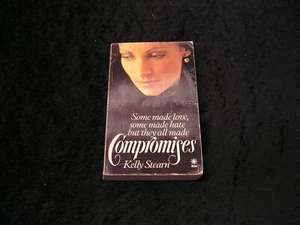 Some made love,
some made hate
but they all made
Compromises
Kelly Stearn